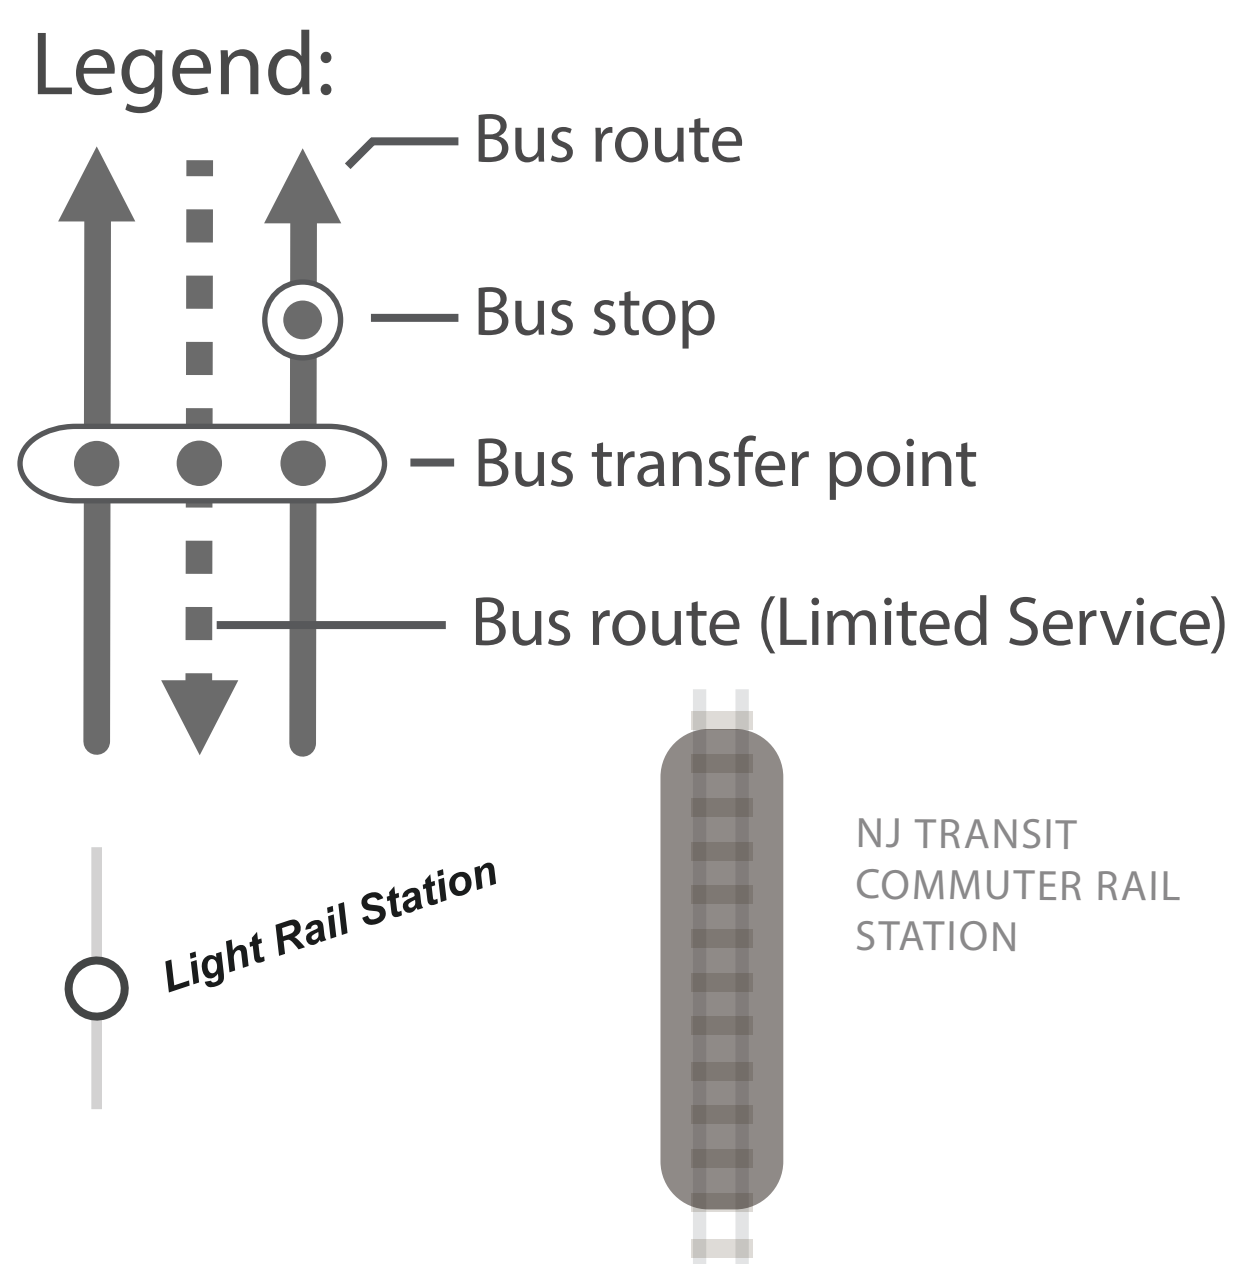 Legend:
Bus route
Bus stop
Bus transfer point
Bus route (Limited Service)
Light Rail Station
NJ TRANSIT
COMMUTER RAIL
STATION